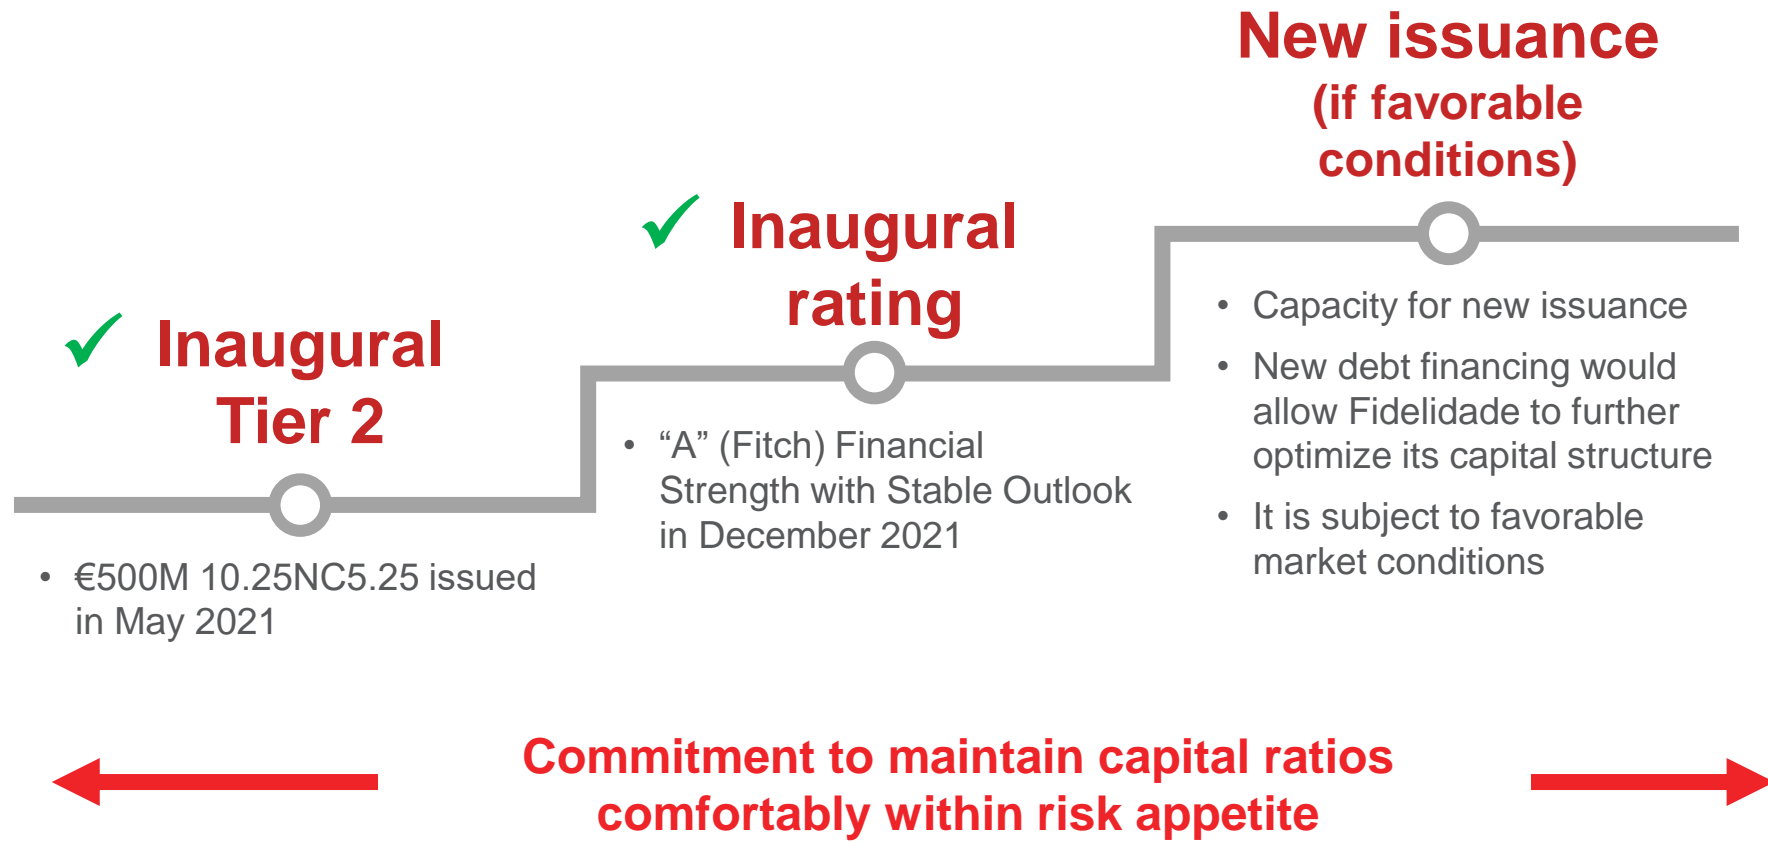 ✓ Inaugural
Tier 2
• €500M 10.25NC5.25 issued
in May 2021
✓ Inaugural
rating
• “A” (Fitch) Financial
Strength with Stable Outlook
in December 2021
New issuance
(if favorable
conditions)
• Capacity for new issuance
• New debt financing would
allow Fidelidade to further
optimize its capital structure
• It is subject to favorable
market conditions
Commitment to maintain capital ratios
comfortably within risk appetite